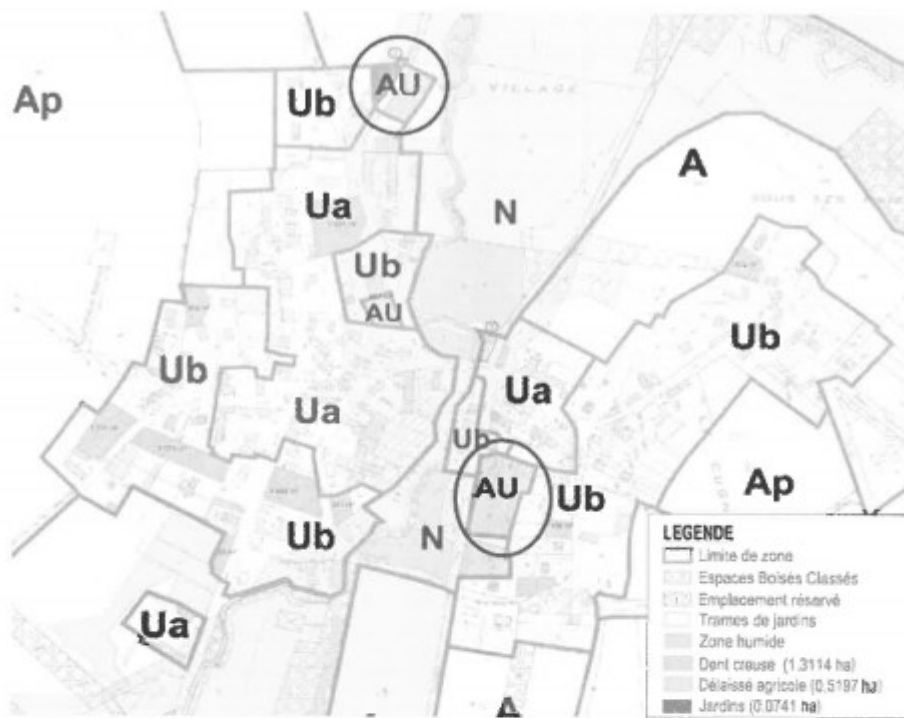 Ap
Ub
AU
VILLAGE
A
Ua
N
Ub
AU
Ub
Ub
Ua
Ua
Ub
AU
Ub
Ap
Ub
N
Ua
A
LEGENDE
Limite de zone
Espaces Boisés Classés
Emplacement réservé
Trames de jardins
Zone humide
Dent creuse (1.3114 ha)
Délaissé agricole (0,5197 ha)
Jardins (0.0741 ha)